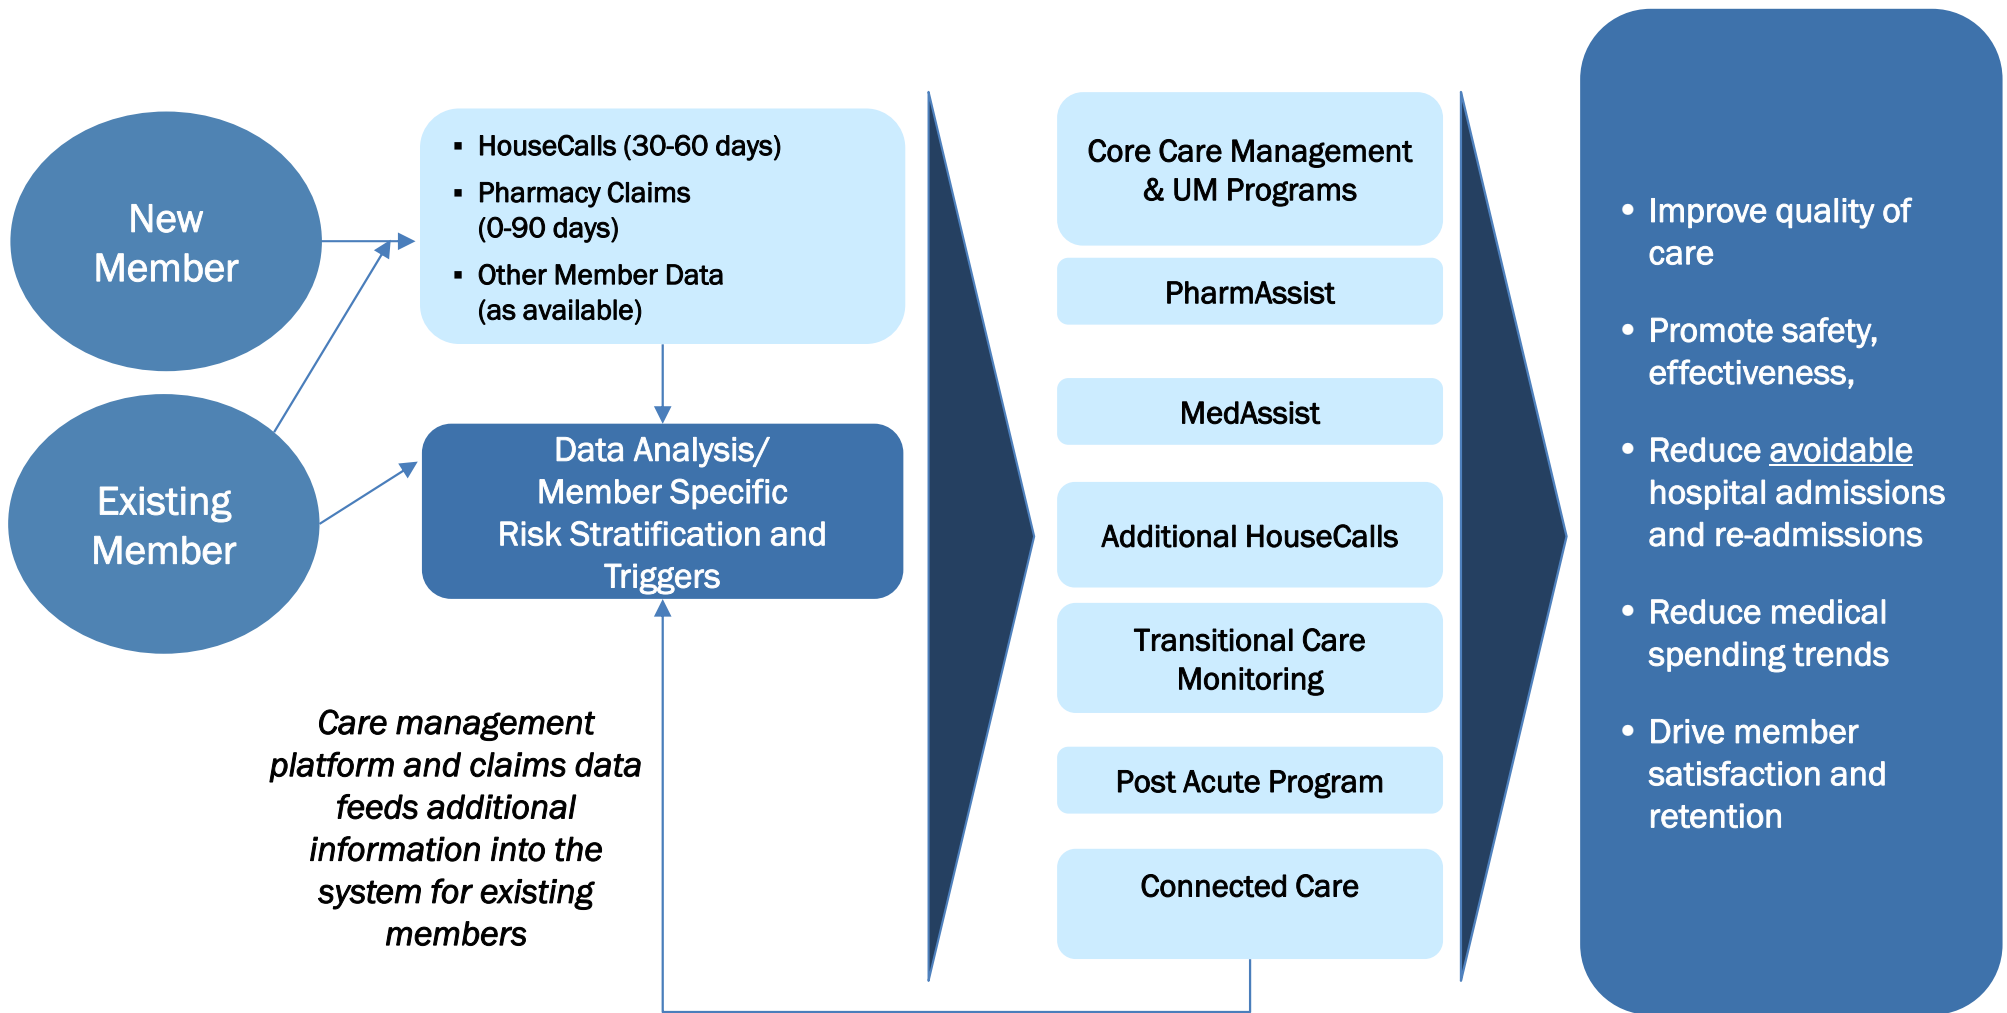 New
Member
Existing
Member
▪ HouseCalls (30-60 days)
▪ Pharmacy Claims
(0-90 days)
▪ Other Member Data
(as available)
Data Analysis/
Member Specific
Risk Stratification and
Triggers
Care management
platform and claims data
feeds additional
information into the
system for existing
members
Core Care Management
& UM Programs
PharmAssist
MedAssist
Additional HouseCalls
Transitional Care
Monitoring
Post Acute Program
Connected Care
• Improve quality of
care
• Promote safety,
effectiveness,
• Reduce avoidable
hospital admissions
and re-admissions
• Reduce medical
spending trends
• Drive member
satisfaction and
retention